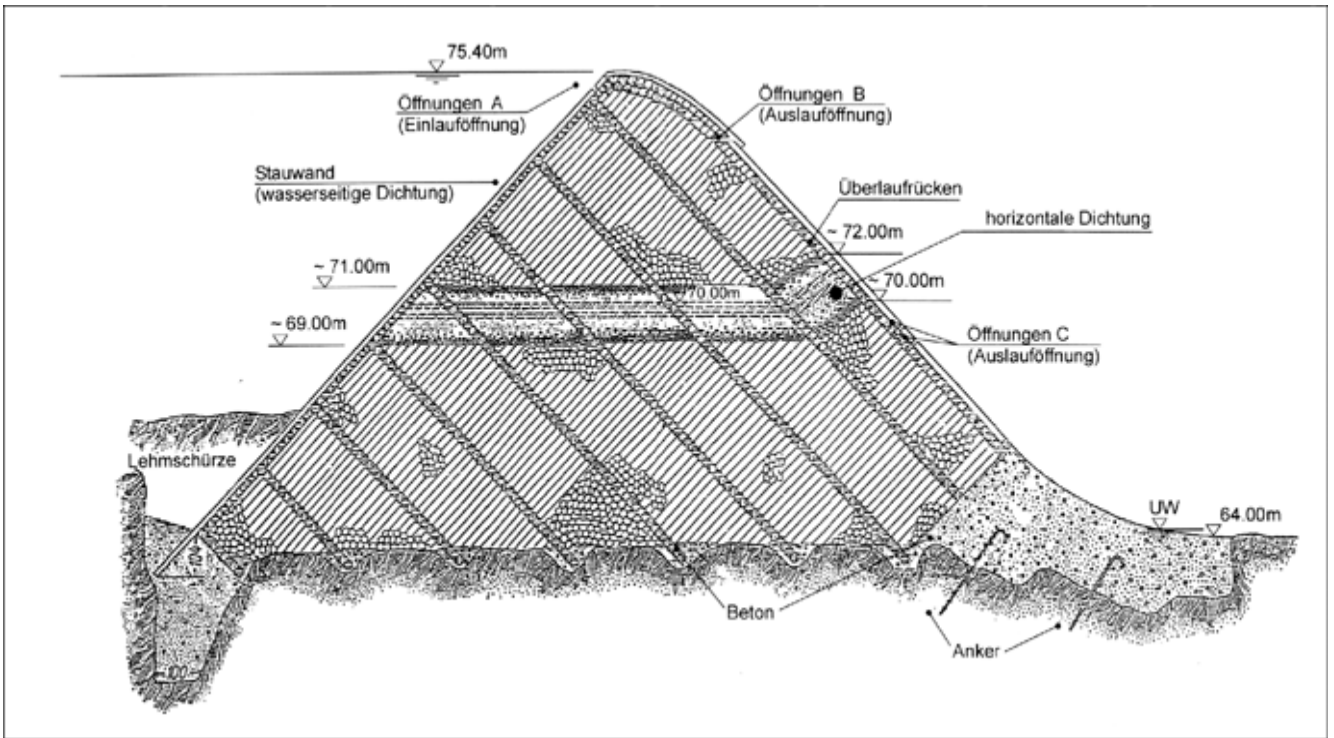 75.40m
Öffnungen A
(Einlauföffnung)
Öffnungen B
(Auslauföffnung)
Stauwand
(wasserseitige Dichtung)
Überlaufrücken
horizontale Dichtung
~ 72.00m
~ 71.00m
~ 70.00m
~ 70.00m
~ 69.00m
Öffnungen C
(Auslauföffnung)
Lehmschürze
UW
64.00m
Beton
Anker
100